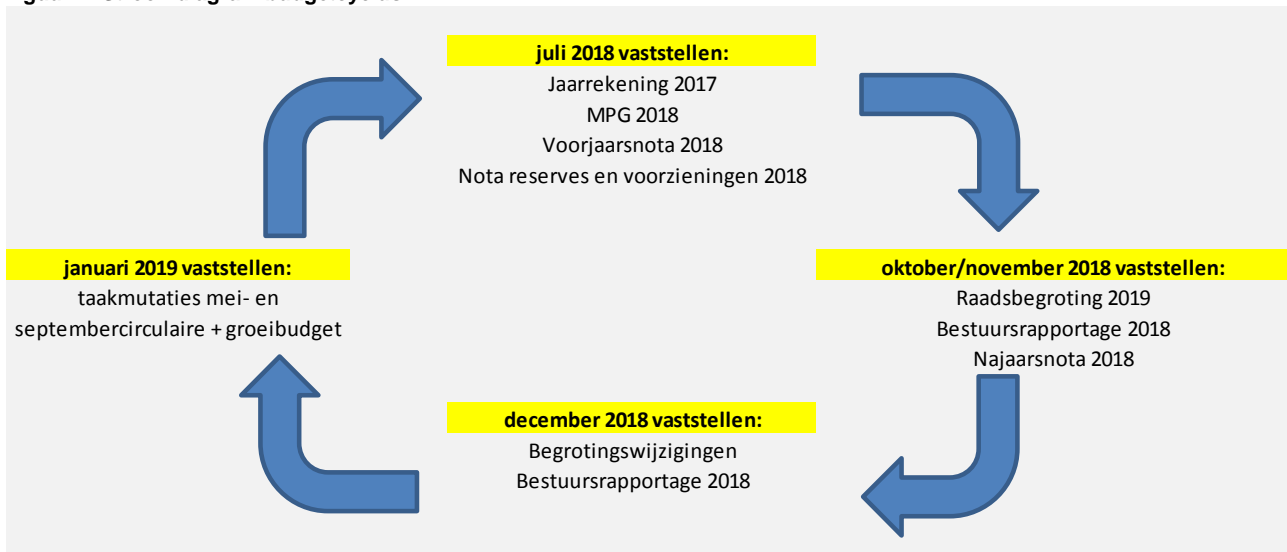 juli 2018 vaststellen:
Jaarrekening 2017
MPG 2018
Voorjaarsnota 2018
Nota reserves en voorzieningen 2018
oktober/november 2018 vaststellen:
Raadsbegroting 2019
Bestuursrapportage 2018
Najaarsnota 2018
december 2018 vaststellen:
Begrotingswijzigingen
Bestuursrapportage 2018
januari 2019 vaststellen:
taakmutaties mei- en
septembercirculaire + groeibudget